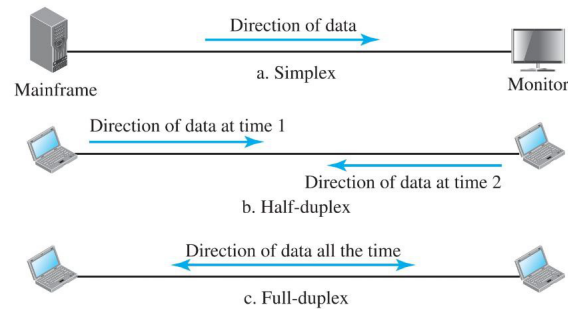 Direction of data
Mainframe
a. Simplex
Monitor
Direction of data at time 1
Direction of data at time 2
b. Half-duplex
Direction of data all the time
c. Full-duplex